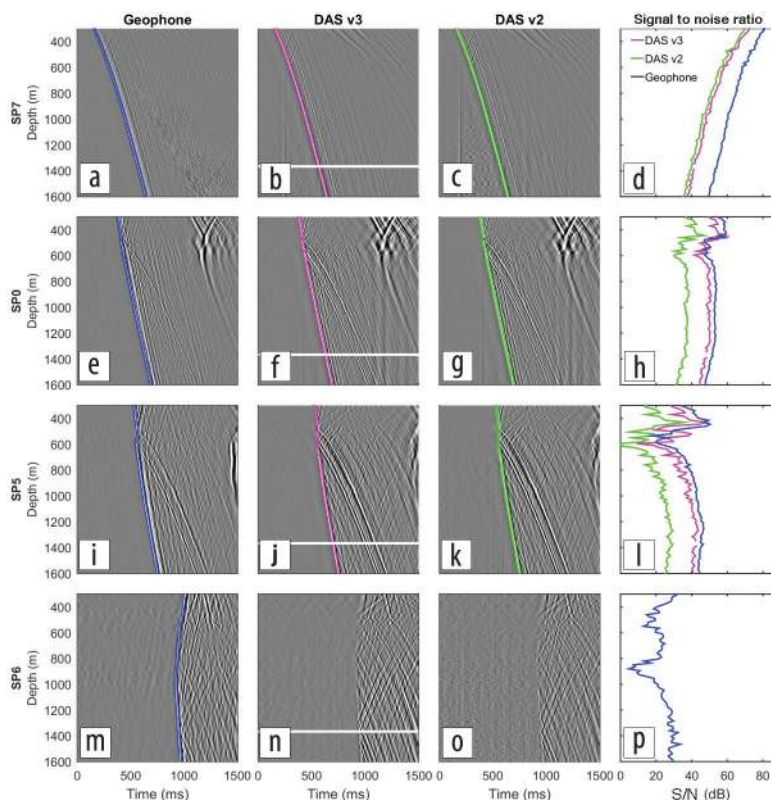 Geophone
DAS v3
DAS v2
Signal to noise ratio
SP7
Depth (m)
400
600
800
1000
1200
1400
1600
a
b
c
DAS v3
DAS v2
Geophone
d
SP0
Depth (m)
400
600
800
1000
1200
1400
1600
e
f
g
h
SP5
Depth (m)
400
600
800
1000
1200
1400
1600
i
j
k
l
SP6
Depth (m)
400
600
800
1000
1200
1400
1600
m
n
o
p
0 500 1000 1500
Time (ms)
0 500 1000 1500
Time (ms)
0 500 1000 1500
Time (ms)
0 20 40 60 80
S/N (dB)